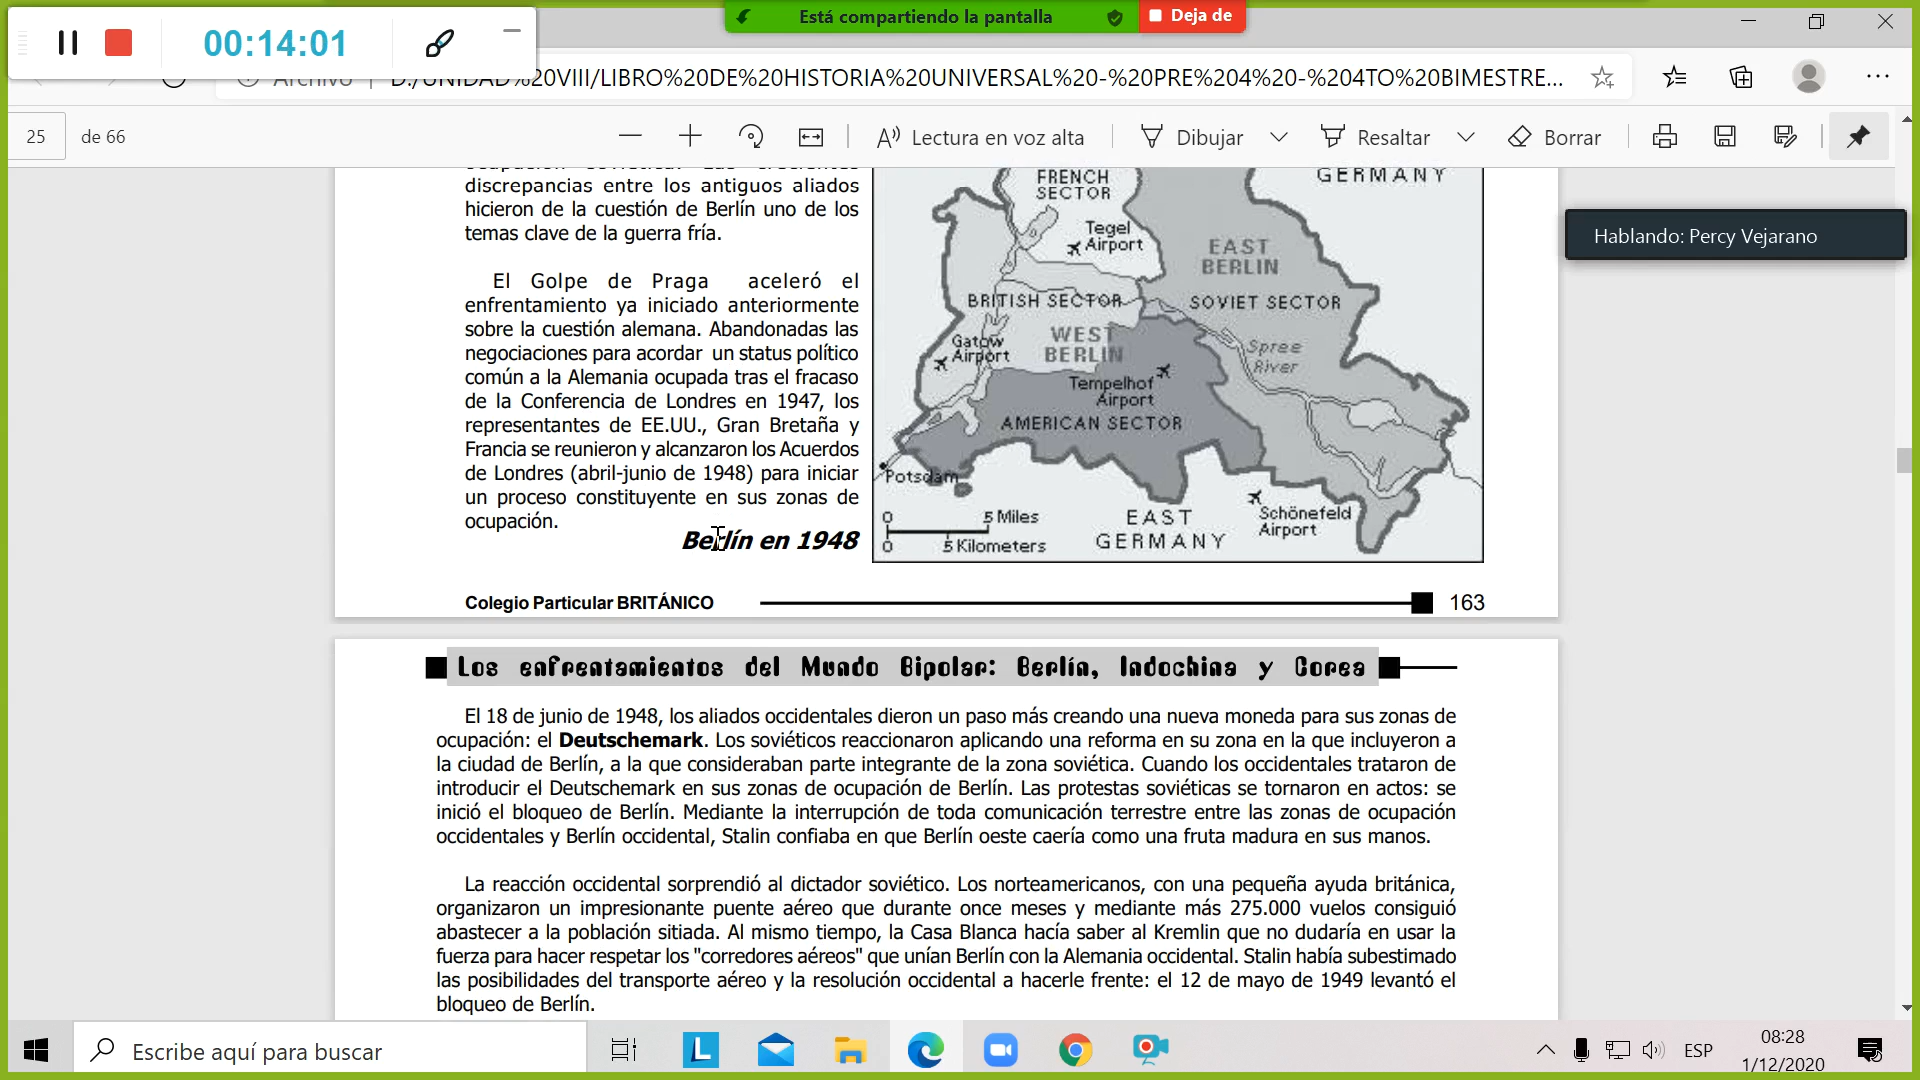 Está compartiendo la pantalla
Deja de
00:14:01
Archivo
D:/UNIDAD%20VIII/LIBRO%20DE%20HISTORIA%20UNIVERSAL%20-%20PRE%204%20-%204TO%20BIMESTRE...
25 de 66
Lectura en voz alta
Dibujar
Resaltar
Borrar
Hablando: Percy Vejarano
discrepancias entre los antiguos aliados
hicieron de la cuestión de Berlín uno de los
temas clave de la guerra fría.
El Golpe de Praga aceleró el
enfrentamiento ya iniciado anteriormente
sobre la cuestión alemana. Abandonadas las
negociaciones para acordar un status político
común a la Alemania ocupada tras el fracaso
de la Conferencia de Londres en 1947, los
representantes de EE.UU., Gran Bretaña y
Francia se reunieron y alcanzaron los Acuerdos
de Londres (abril-junio de 1948) para iniciar
un proceso constituyente en sus zonas de
ocupación.
Berlín en 1948
FRENCH
SECTOR
GERMANY
Tegel
Airport
EAST
BERLIN
BRITISH SECTOR
SOVIET SECTOR
WEST
BERLIN
Gatow
Airport
Spree
River
Tempelhof
Airport
AMERICAN SECTOR
Potsdam
0 5 Miles
0 5 Kilometers
EAST
GERMANY
Schönefeld
Airport
Colegio Particular BRITÁNICO
163
Los enfrentamientos del Mundo Bipolar: Berlín, Indochina y Corea
El 18 de junio de 1948, los aliados occidentales dieron un paso más creando una nueva moneda para sus zonas de
ocupación: el Deutschemark. Los soviéticos reaccionaron aplicando una reforma en su zona en la que incluyeron a
la ciudad de Berlín, a la que consideraban parte integrante de la zona soviética. Cuando los occidentales trataron de
introducir el Deutschemark en sus zonas de ocupación de Berlín. Las protestas soviéticas se tornaron en actos: se
inició el bloqueo de Berlín. Mediante la interrupción de toda comunicación terrestre entre las zonas de ocupación
occidentales y Berlín occidental, Stalin confiaba en que Berlín oeste caería como una fruta madura en sus manos.
La reacción occidental sorprendió al dictador soviético. Los norteamericanos, con una pequeña ayuda británica,
organizaron un impresionante puente aéreo que durante once meses y mediante más 275.000 vuelos consiguió
abastecer a la población sitiada. Al mismo tiempo, la Casa Blanca hacía saber al Kremlin que no dudaría en usar la
fuerza para hacer respetar los "corredores aéreos" que unían Berlín con la Alemania occidental. Stalin había subestimado
las posibilidades del transporte aéreo y la resolución occidental a hacerle frente: el 12 de mayo de 1949 levantó el
bloqueo de Berlín.
Escribe aquí para buscar
L
ESP
08:28
1/12/2020